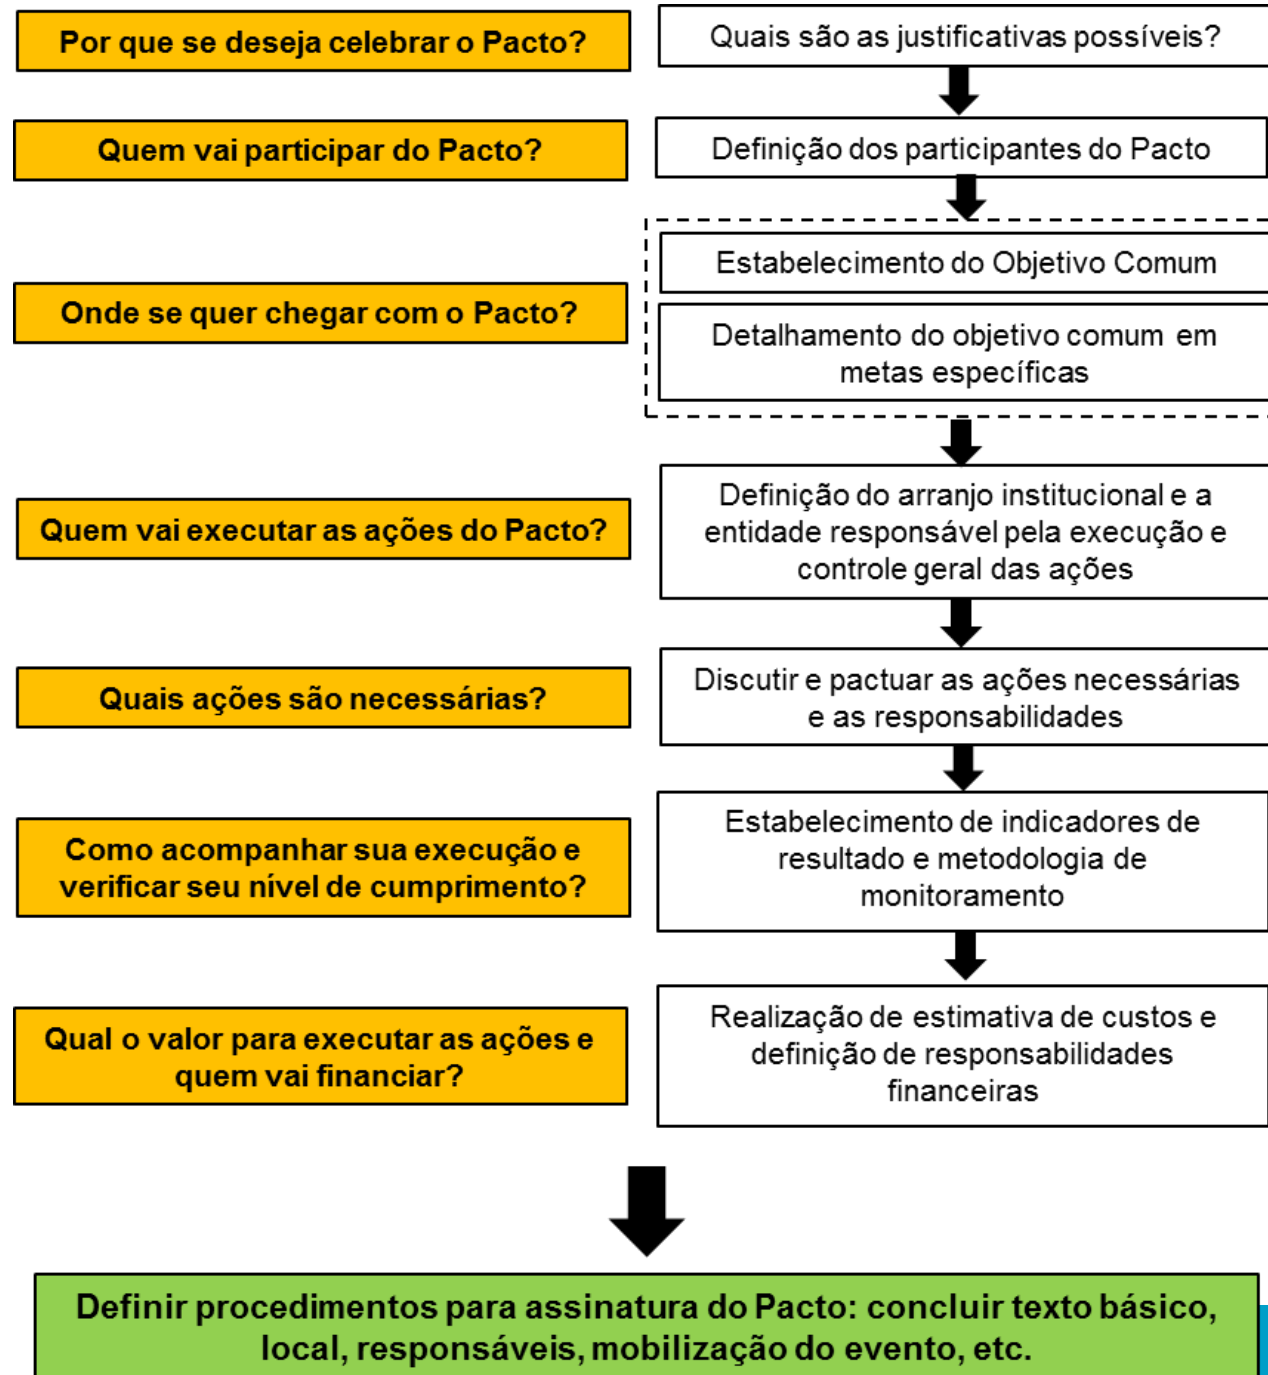 Por que se deseja celebrar o Pacto?
Quais são as justificativas possíveis?
Quem vai participar do Pacto?
Definição dos participantes do Pacto
Onde se quer chegar com o Pacto?
Estabelecimento do Objetivo Comum
Detalhamento do objetivo comum em
metas específicas
Quem vai executar as ações do Pacto?
Definição do arranjo institucional e a
entidade responsável pela execução e
controle geral das ações
Quais ações são necessárias?
Discutir e pactuar as ações necessárias
e as responsabilidades
Como acompanhar sua execução e
verificar seu nível de cumprimento?
Estabelecimento de indicadores de
resultado e metodologia de
monitoramento
Qual o valor para executar as ações e
quem vai financiar?
Realização de estimativa de custos e
definição de responsabilidades
financeiras
Definir procedimentos para assinatura do Pacto: concluir texto básico,
local, responsáveis, mobilização do evento, etc.